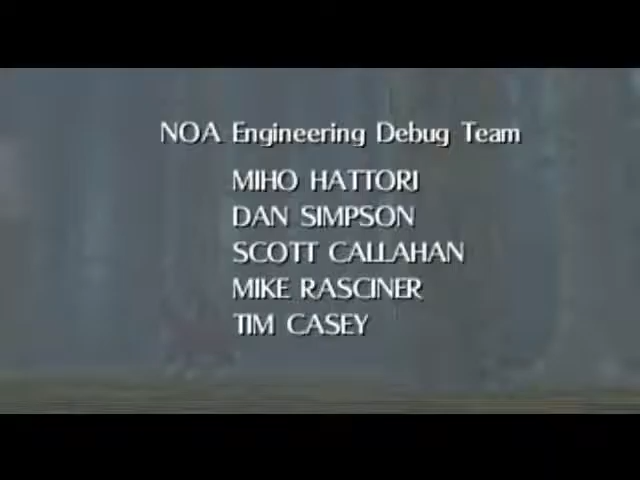 NOA Engineering Debug Team
MIHO HATTORI
DAN SIMPSON
SCOTT CALLAHAN
MIKE RASCINER
TIM CASEY